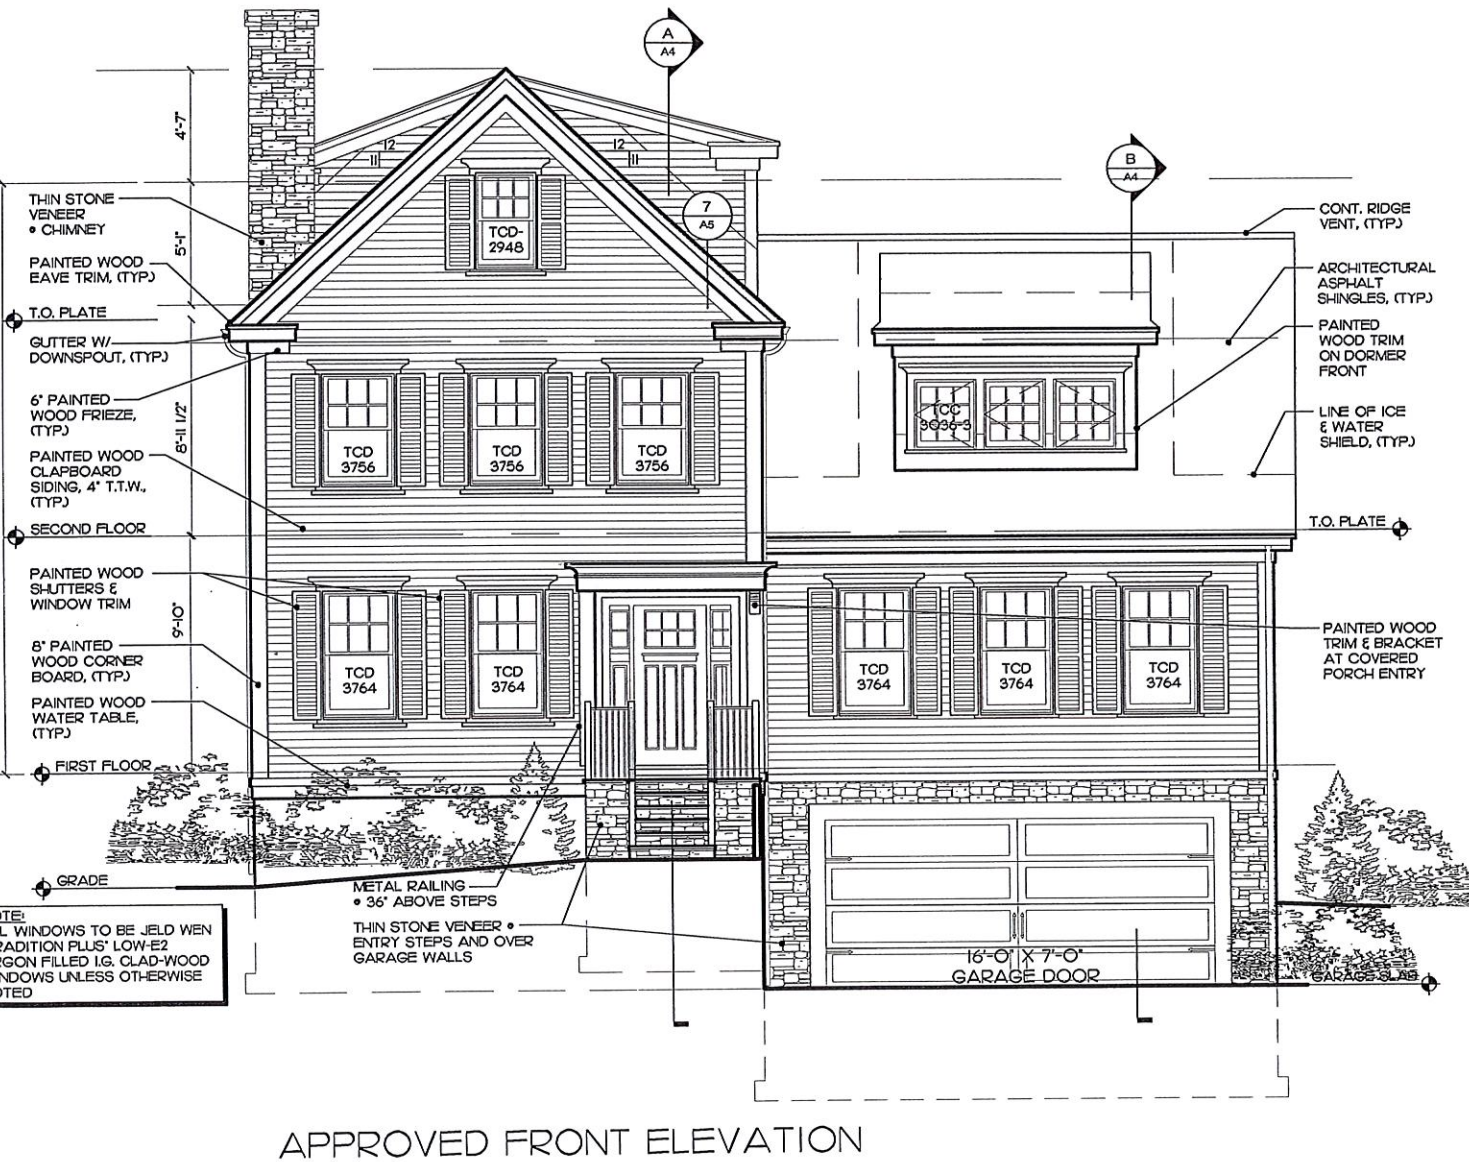 A
A4
B
A4
7
A5
4'-7"
5'-1"
8'-11 1/2"
9'-10"
12
11
12
11
THIN STONE
VENEER
@ CHIMNEY
PAINTED WOOD
EAVE TRIM, (TYP.)
T.O. PLATE
GUTTER W/
DOWNSPOUT, (TYP.)
6" PAINTED
WOOD FRIEZE,
(TYP.)
PAINTED WOOD
CLAPBOARD
SIDING, 4" T.T.W.,
(TYP.)
SECOND FLOOR
PAINTED WOOD
SHUTTERS &
WINDOW TRIM
8" PAINTED
WOOD CORNER
BOARD, (TYP.)
PAINTED WOOD
WATER TABLE,
(TYP.)
FIRST FLOOR
GRADE
OTE:
L WINDOWS TO BE JELD WEN
RADITION PLUS" LOW-E2
RGON FILLED I.G. CLAD-WOOD
NDOWS UNLESS OTHERWISE
OTED
TCD-
2948
TCD
3756
TCD
3756
TCD
3756
TCC
3036-3
TCD
3764
TCD
3764
TCD
3764
TCD
3764
TCD
3764
METAL RAILING
@ 36" ABOVE STEPS
THIN STONE VENEER @
ENTRY STEPS AND OVER
GARAGE WALLS
16'-0" X 7'-0"
GARAGE DOOR
CONT. RIDGE
VENT, (TYP.)
ARCHITECTURAL
ASPHALT
SHINGLES, (TYP.)
PAINTED
WOOD TRIM
ON DORMER
FRONT
LINE OF ICE
& WATER
SHIELD, (TYP.)
T.O. PLATE
PAINTED WOOD
TRIM & BRACKET
AT COVERED
PORCH ENTRY
GARAGE SLAB
APPROVED FRONT ELEVATION